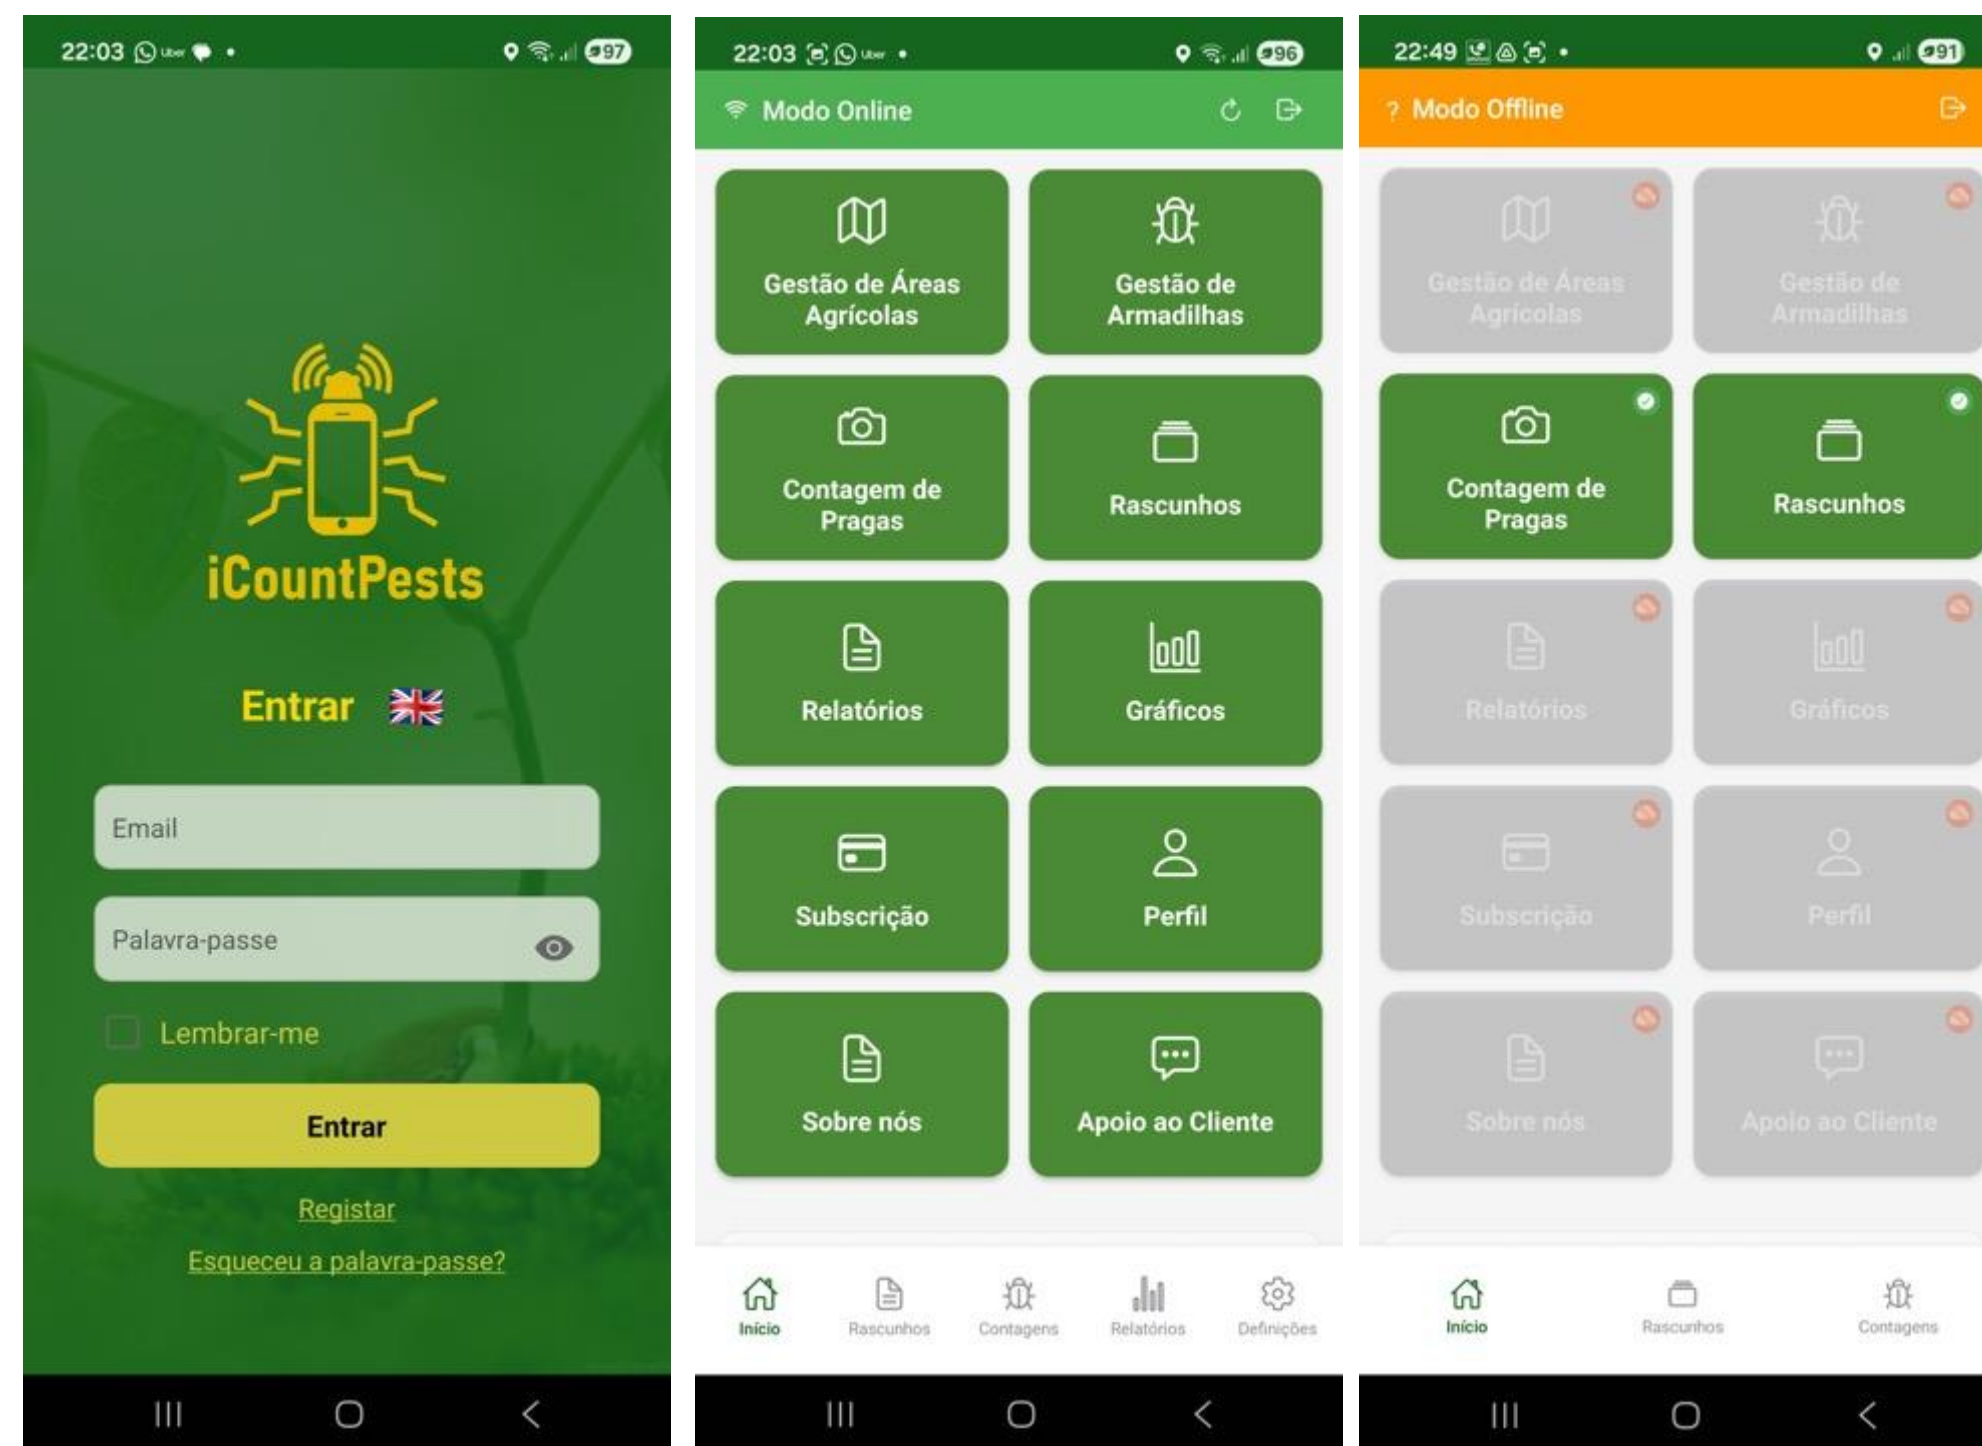 22:03 Uber
97
iCountPests
Entrar
Email
Palavra-passe
Lembrar-me
Entrar
Registar
Esqueceu a palavra-passe?
22:03 Uber
96
Modo Online
Gestão de Áreas
Agrícolas
Gestão de
Armadilhas
Contagem de
Pragas
Rascunhos
Relatórios
Gráficos
Subscrição
Perfil
Sobre nós
Apoio ao Cliente
Início
Rascunhos
Contagens
Relatórios
Definições
22:49
91
? Modo Offline
Gestão de Áreas
Agrícolas
Gestão de
Armadilhas
Contagem de
Pragas
Rascunhos
Relatórios
Gráficos
Subscrição
Perfil
Sobre nós
Apoio ao Cliente
Início
Rascunhos
Contagens